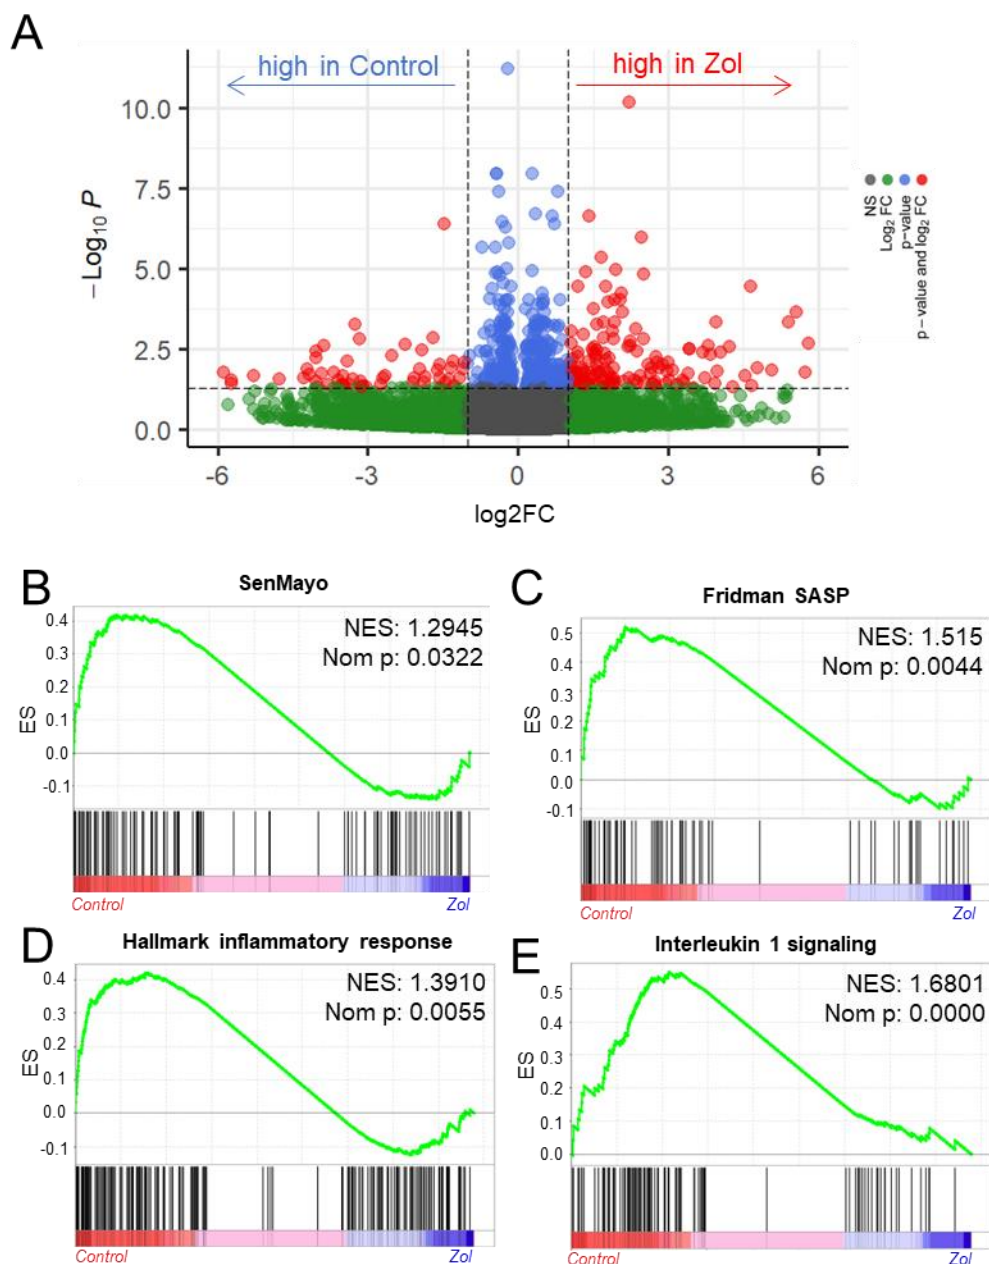 A
high in Control
high in Zol
10.0
7.5
5.0
2.5
0.0
−Log10 P
-6
-3
0
3
6
log2FC
NS
Log2 FC
p-value
p − value and log2 FC
B
SenMayo
NES: 1.2945
Nom p: 0.0322
ES
0.4
0.3
0.2
0.1
0.0
-0.1
Control
Zol
C
Fridman SASP
NES: 1.515
Nom p: 0.0044
ES
0.5
0.4
0.3
0.2
0.1
0.0
-0.1
Control
Zol
D
Hallmark inflammatory response
NES: 1.3910
Nom p: 0.0055
ES
0.4
0.3
0.2
0.1
0.0
-0.1
Control
Zol
E
Interleukin 1 signaling
NES: 1.6801
Nom p: 0.0000
ES
0.5
0.4
0.3
0.2
0.1
0.0
Control
Zol